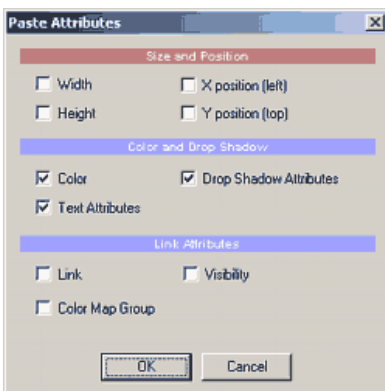 Paste Attributes
Size and Position
Width X position (left)
Height Y position (top)
Color and Drop Shadow
Color Drop Shadow Attributes
Text Attributes
Link Attributes
Link Visibility
Color Map Group
OK Cancel